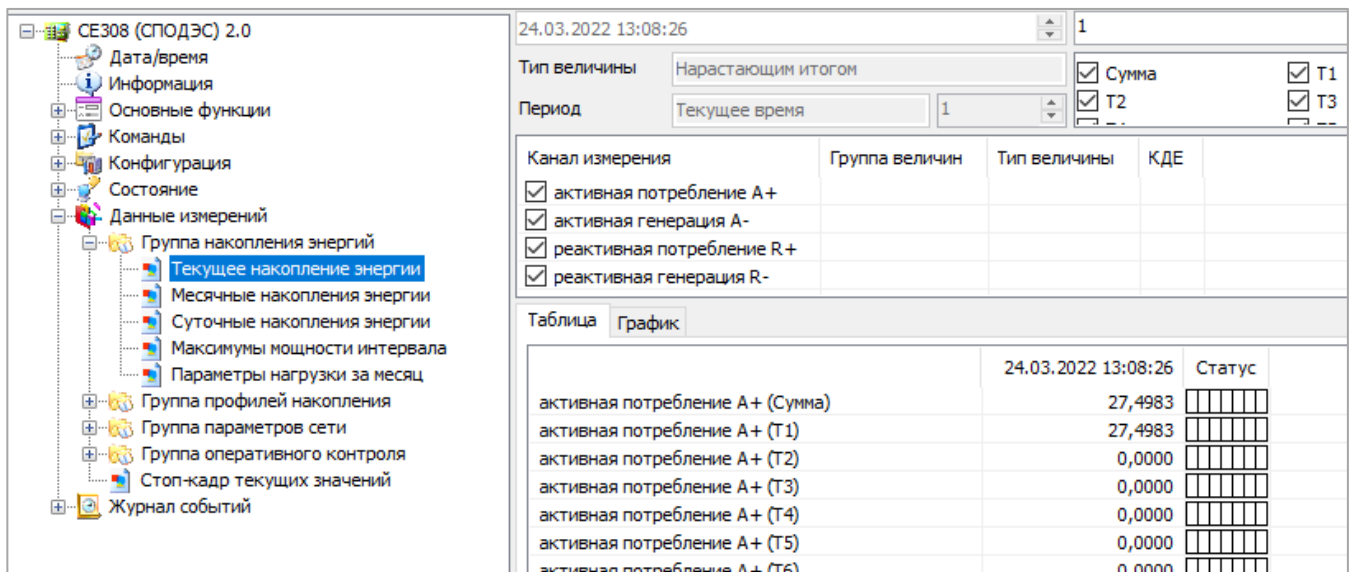 СЕ308 (СПОДЭС) 2.0
Дата/время
Информация
Основные функции
Команды
Конфигурация
Состояние
Данные измерений
Группа накопления энергий
Текущее накопление энергии
Месячные накопления энергии
Суточные накопления энергии
Максимумы мощности интервала
Параметры нагрузки за месяц
Группа профилей накопления
Группа параметров сети
Группа оперативного контроля
Стоп-кадр текущих значений
Журнал событий
24.03.2022 13:08:26 1
Тип величины Нарастающим итогом Сумма T1
Период Текущее время 1 T2 T3
Канал измерения Группа величин Тип величины КДЕ
активная потребление A+
активная генерация A-
реактивная потребление R+
реактивная генерация R-
Таблица График
24.03.2022 13:08:26 Статус
активная потребление A+ (Сумма) 27,4983
активная потребление A+ (T1) 27,4983
активная потребление A+ (T2) 0,0000
активная потребление A+ (T3) 0,0000
активная потребление A+ (T4) 0,0000
активная потребление A+ (T5) 0,0000
активная потребление A+ (T6) 0,0000